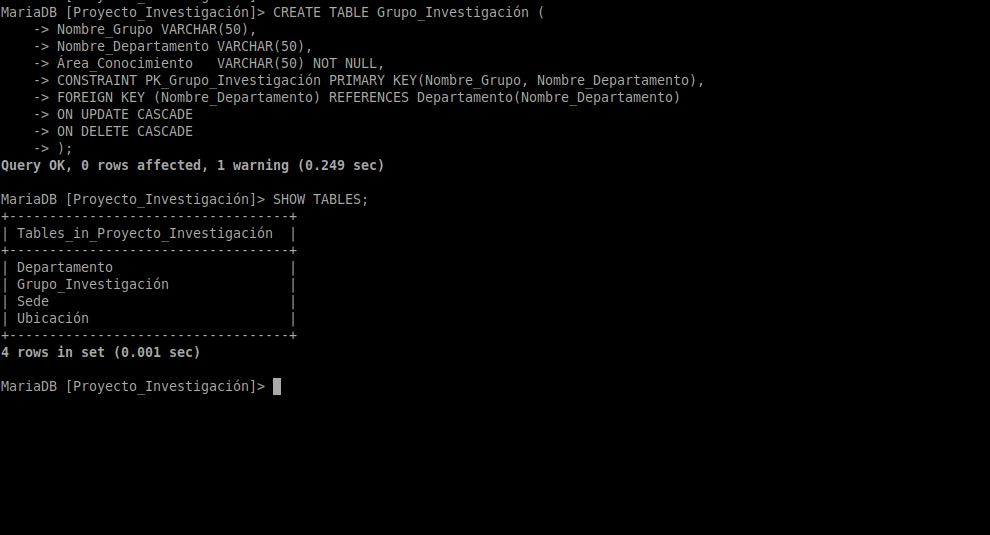 MariaDB [Proyecto_Investigación]> CREATE TABLE Grupo_Investigación (
    -> Nombre_Grupo VARCHAR(50),
    -> Nombre_Departamento VARCHAR(50),
    -> Área_Conocimiento   VARCHAR(50) NOT NULL,
    -> CONSTRAINT PK_Grupo_Investigación PRIMARY KEY(Nombre_Grupo, Nombre_Departamento),
    -> FOREIGN KEY (Nombre_Departamento) REFERENCES Departamento(Nombre_Departamento)
    -> ON UPDATE CASCADE
    -> ON DELETE CASCADE
    -> );
Query OK, 0 rows affected, 1 warning (0.249 sec)

MariaDB [Proyecto_Investigación]> SHOW TABLES;
+-----------------------------------+
| Tables_in_Proyecto_Investigación  |
+-----------------------------------+
| Departamento                      |
| Grupo_Investigación               |
| Sede                              |
| Ubicación                         |
+-----------------------------------+
4 rows in set (0.001 sec)

MariaDB [Proyecto_Investigación]>